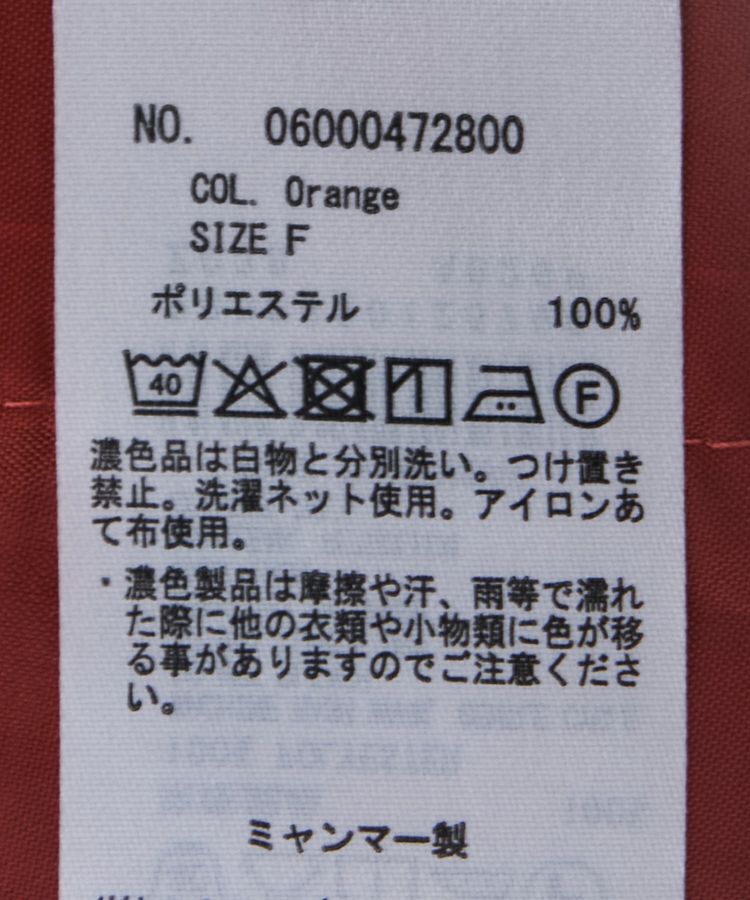 NO. 06000472800
COL. Orange
SIZE F
ポリエステル 100%
40 F
濃色品は白物と分別洗い。つけ置き
禁止。洗濯ネット使用。アイロンあ
て布使用。
・濃色製品は摩擦や汗、雨等で濡れ
た際に他の衣類や小物類に色が移
る事がありますのでご注意くださ
い。
ミャンマー製